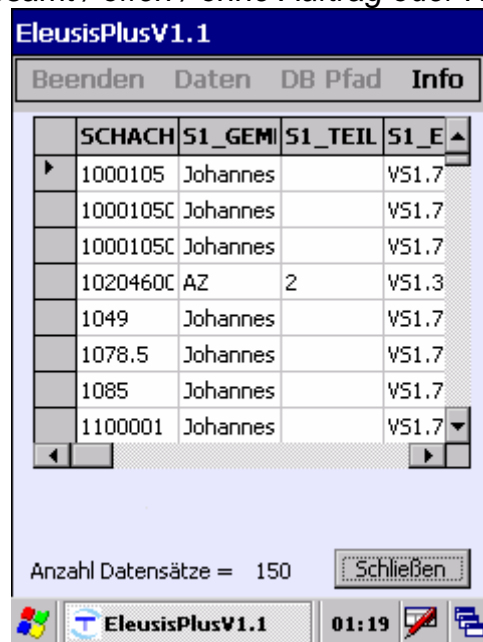 EleusisPlusV1.1
Beenden Daten DB Pfad Info
SCHACH S1_GEMI S1_TEIL S1_E
1000105 Johannes VS1.7
1000105C Johannes VS1.7
1000105C Johannes VS1.7
1020460C AZ 2 VS1.3
1049 Johannes VS1.7
1078.5 Johannes VS1.7
1085 Johannes VS1.7
1100001 Johannes VS1.7
Anzahl Datensätze = 150 Schließen
EleusisPlusV1.1 01:19